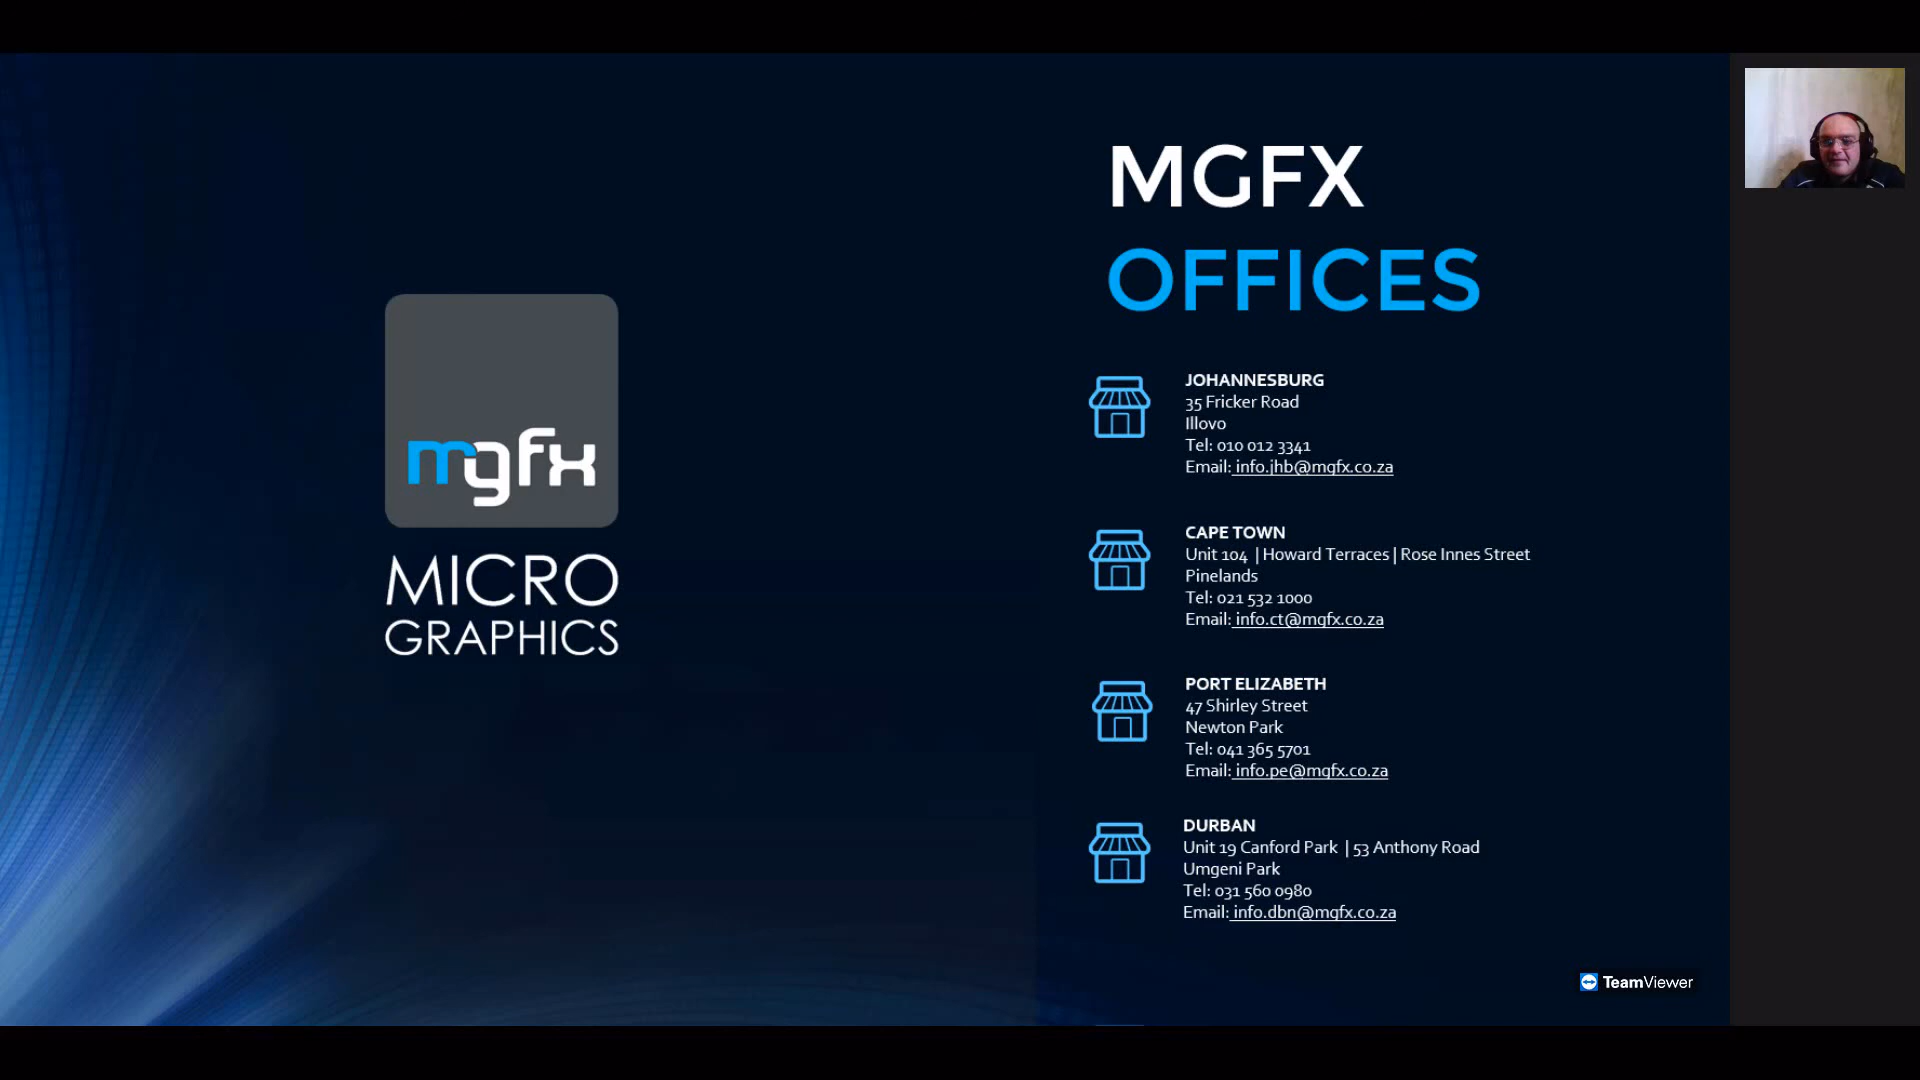 mgfx
MICRO
GRAPHICS
MGFX
OFFICES
JOHANNESBURG
35 Fricker Road
Illovo
Tel: 010 012 3341
Email: info.jhb@mgfx.co.za
CAPE TOWN
Unit 104 | Howard Terraces | Rose Innes Street
Pinelands
Tel: 021 532 1000
Email: info.ct@mgfx.co.za
PORT ELIZABETH
47 Shirley Street
Newton Park
Tel: 041 365 5701
Email: info.pe@mgfx.co.za
DURBAN
Unit 19 Canford Park | 53 Anthony Road
Umgeni Park
Tel: 031 560 0980
Email: info.dbn@mgfx.co.za
TeamViewer